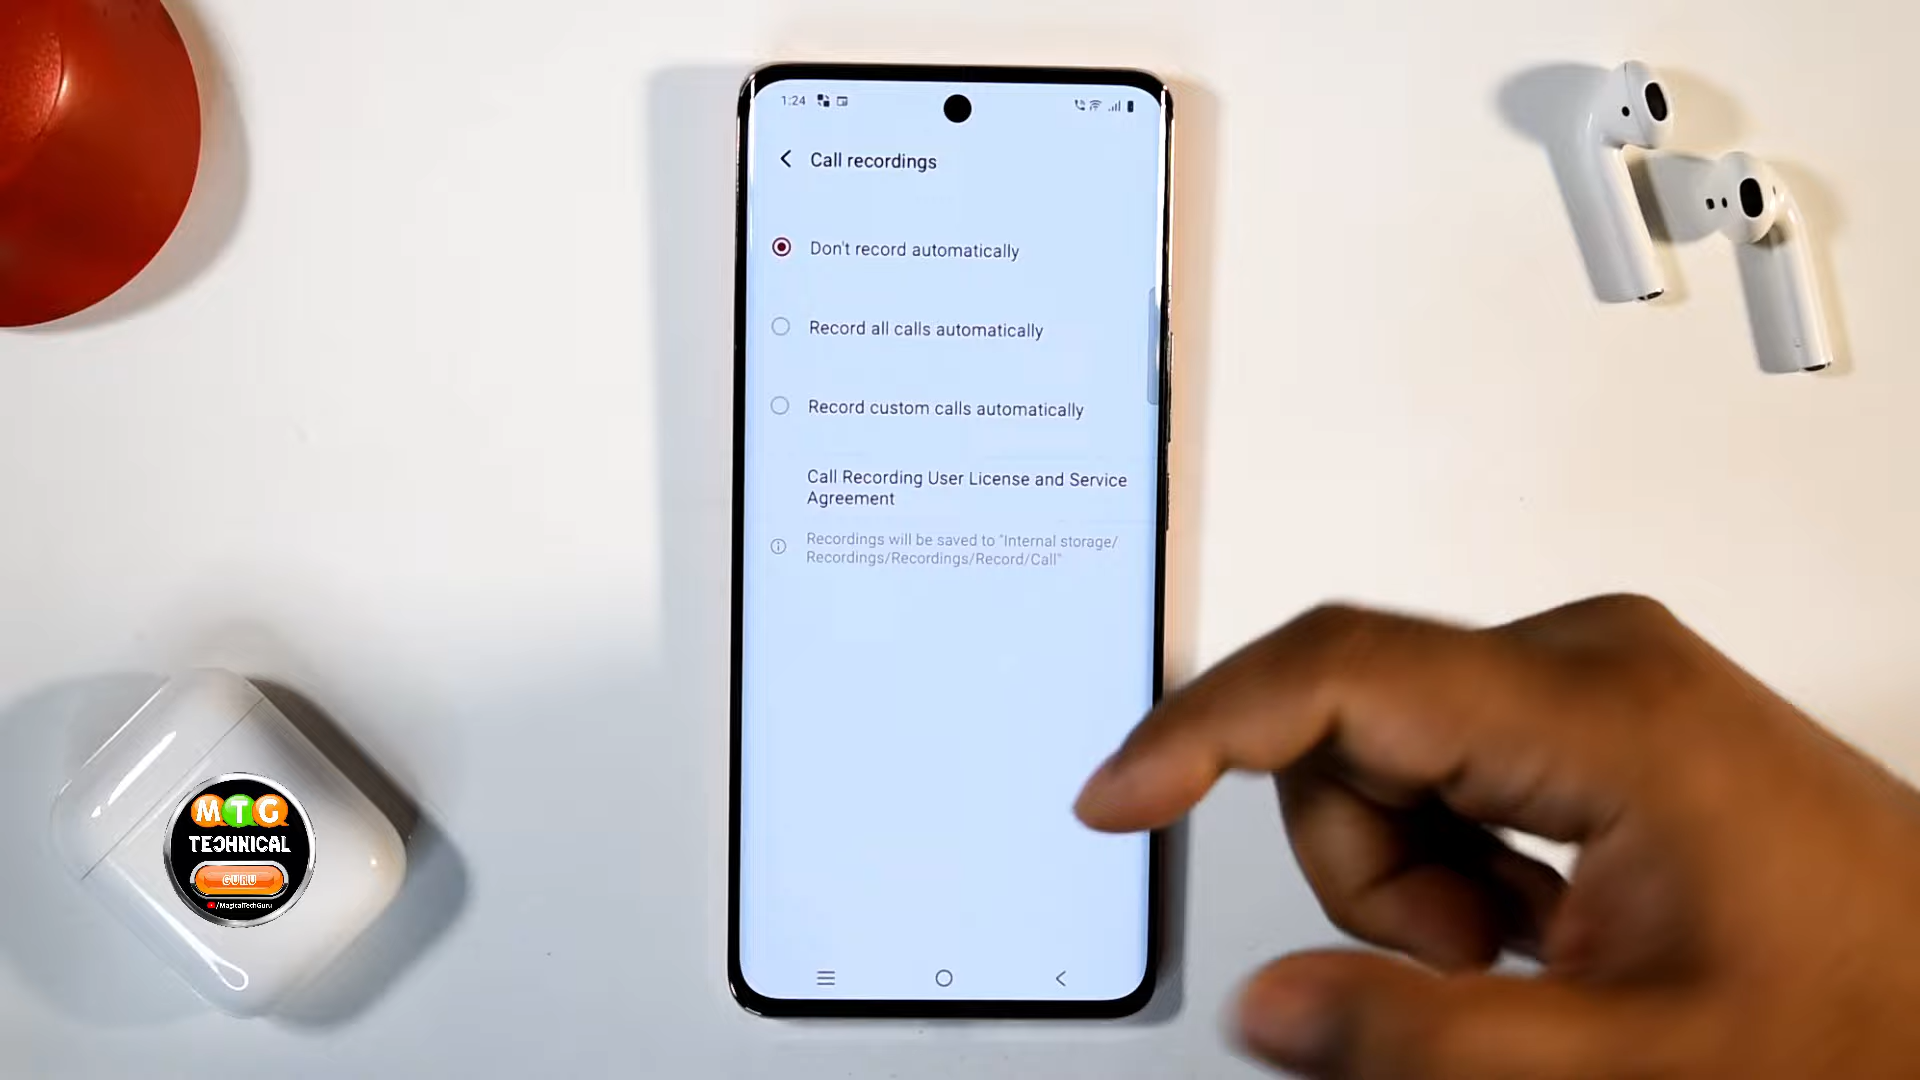 1:24
Call recordings
Don't record automatically
Record all calls automatically
Record custom calls automatically
Call Recording User License and Service
Agreement
Recordings will be saved to "Internal storage/
Recordings/Recordings/Record/Call"
MTG
TECHNICAL
GURU
/MagicalTechGuru